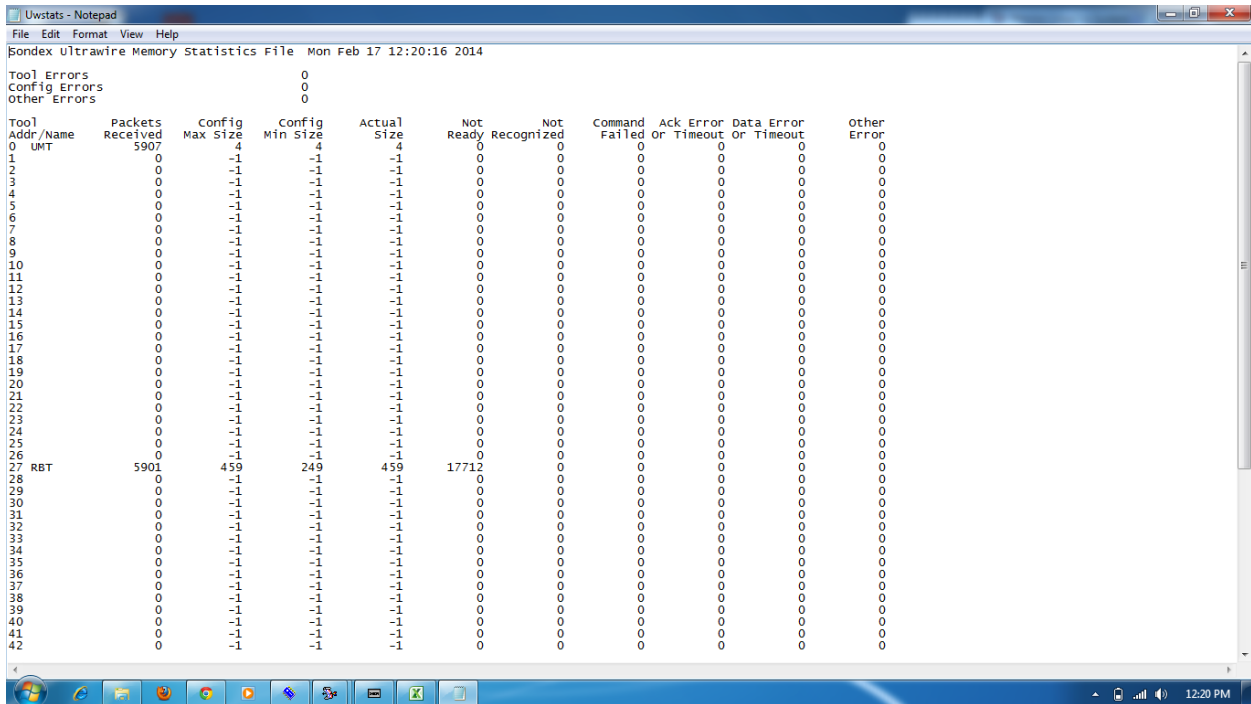 Uwstats - Notepad
File Edit Format View Help
Sondex Ultrawire Memory Statistics File Mon Feb 17 12:20:16 2014
Tool Errors 0
Config Errors 0
Other Errors 0
Tool Packets Config Config Actual Not Not Command Ack Error Data Error Other
Addr/Name Received Max Size Min Size Size Ready Recognized Failed Or Timeout Or Timeout Error
0 UMT 5907 4 4 4 0 0 0 0 0 0
1 0 -1 -1 -1 0 0 0 0 0 0
2 0 -1 -1 -1 0 0 0 0 0 0
3 0 -1 -1 -1 0 0 0 0 0 0
4 0 -1 -1 -1 0 0 0 0 0 0
5 0 -1 -1 -1 0 0 0 0 0 0
6 0 -1 -1 -1 0 0 0 0 0 0
7 0 -1 -1 -1 0 0 0 0 0 0
8 0 -1 -1 -1 0 0 0 0 0 0
9 0 -1 -1 -1 0 0 0 0 0 0
10 0 -1 -1 -1 0 0 0 0 0 0
11 0 -1 -1 -1 0 0 0 0 0 0
12 0 -1 -1 -1 0 0 0 0 0 0
13 0 -1 -1 -1 0 0 0 0 0 0
14 0 -1 -1 -1 0 0 0 0 0 0
15 0 -1 -1 -1 0 0 0 0 0 0
16 0 -1 -1 -1 0 0 0 0 0 0
17 0 -1 -1 -1 0 0 0 0 0 0
18 0 -1 -1 -1 0 0 0 0 0 0
19 0 -1 -1 -1 0 0 0 0 0 0
20 0 -1 -1 -1 0 0 0 0 0 0
21 0 -1 -1 -1 0 0 0 0 0 0
22 0 -1 -1 -1 0 0 0 0 0 0
23 0 -1 -1 -1 0 0 0 0 0 0
24 0 -1 -1 -1 0 0 0 0 0 0
25 0 -1 -1 -1 0 0 0 0 0 0
26 0 -1 -1 -1 0 0 0 0 0 0
27 RBT 5901 459 249 459 17712 0 0 0 0 0
28 0 -1 -1 -1 0 0 0 0 0 0
29 0 -1 -1 -1 0 0 0 0 0 0
30 0 -1 -1 -1 0 0 0 0 0 0
31 0 -1 -1 -1 0 0 0 0 0 0
32 0 -1 -1 -1 0 0 0 0 0 0
33 0 -1 -1 -1 0 0 0 0 0 0
34 0 -1 -1 -1 0 0 0 0 0 0
35 0 -1 -1 -1 0 0 0 0 0 0
36 0 -1 -1 -1 0 0 0 0 0 0
37 0 -1 -1 -1 0 0 0 0 0 0
38 0 -1 -1 -1 0 0 0 0 0 0
39 0 -1 -1 -1 0 0 0 0 0 0
40 0 -1 -1 -1 0 0 0 0 0 0
41 0 -1 -1 -1 0 0 0 0 0 0
42 0 -1 -1 -1 0 0 0 0 0 0
12:20 PM